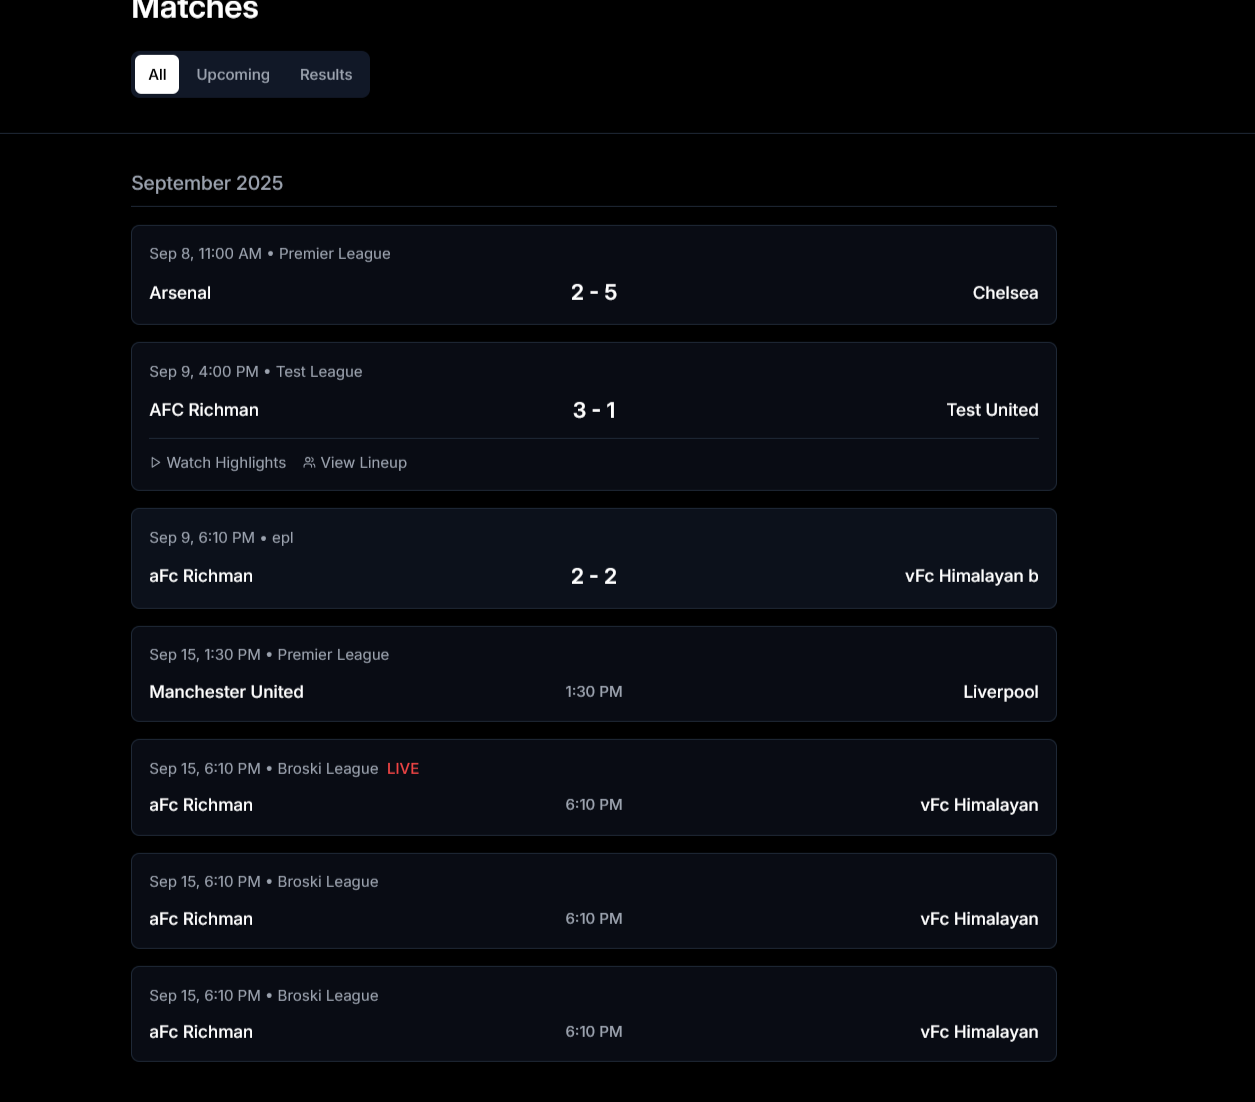 Matches
All Upcoming Results
September 2025
Sep 8, 11:00 AM • Premier League
Arsenal 2 - 5 Chelsea
Sep 9, 4:00 PM • Test League
AFC Richman 3 - 1 Test United
Watch Highlights View Lineup
Sep 9, 6:10 PM • epl
aFc Richman 2 - 2 vFc Himalayan b
Sep 15, 1:30 PM • Premier League
Manchester United 1:30 PM Liverpool
Sep 15, 6:10 PM • Broski League LIVE
aFc Richman 6:10 PM vFc Himalayan
Sep 15, 6:10 PM • Broski League
aFc Richman 6:10 PM vFc Himalayan
Sep 15, 6:10 PM • Broski League
aFc Richman 6:10 PM vFc Himalayan